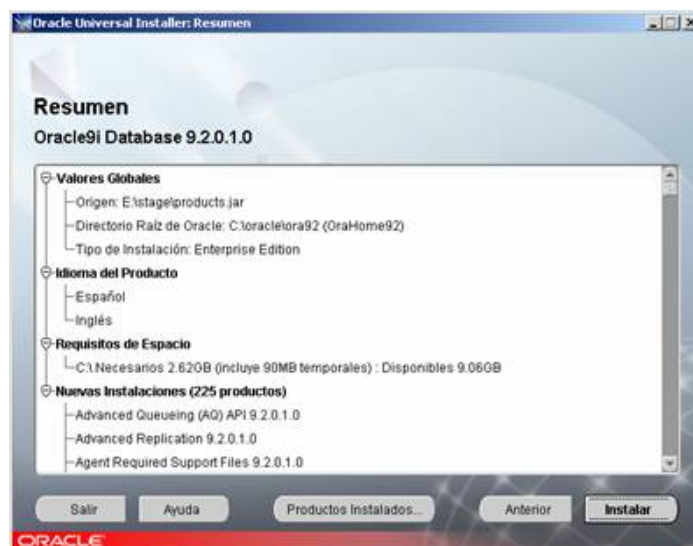 Oracle Universal Installer: Resumen
Resumen
Oracle9i Database 9.2.0.1.0
Valores Globales
Origen: E:\stage\products.jar
Directorio Raíz de Oracle: C:\oracle\ora92 (OraHome92)
Tipo de Instalación: Enterprise Edition
Idioma del Producto
Español
Inglés
Requisitos de Espacio
C:\ Necesarios 2.62GB (incluye 90MB temporales) : Disponibles 9.06GB
Nuevas Instalaciones (225 productos)
Advanced Queueing (AQ) API 9.2.0.1.0
Advanced Replication 9.2.0.1.0
Agent Required Support Files 9.2.0.1.0
Salir Ayuda Productos Instalados... Anterior Instalar
ORACLE